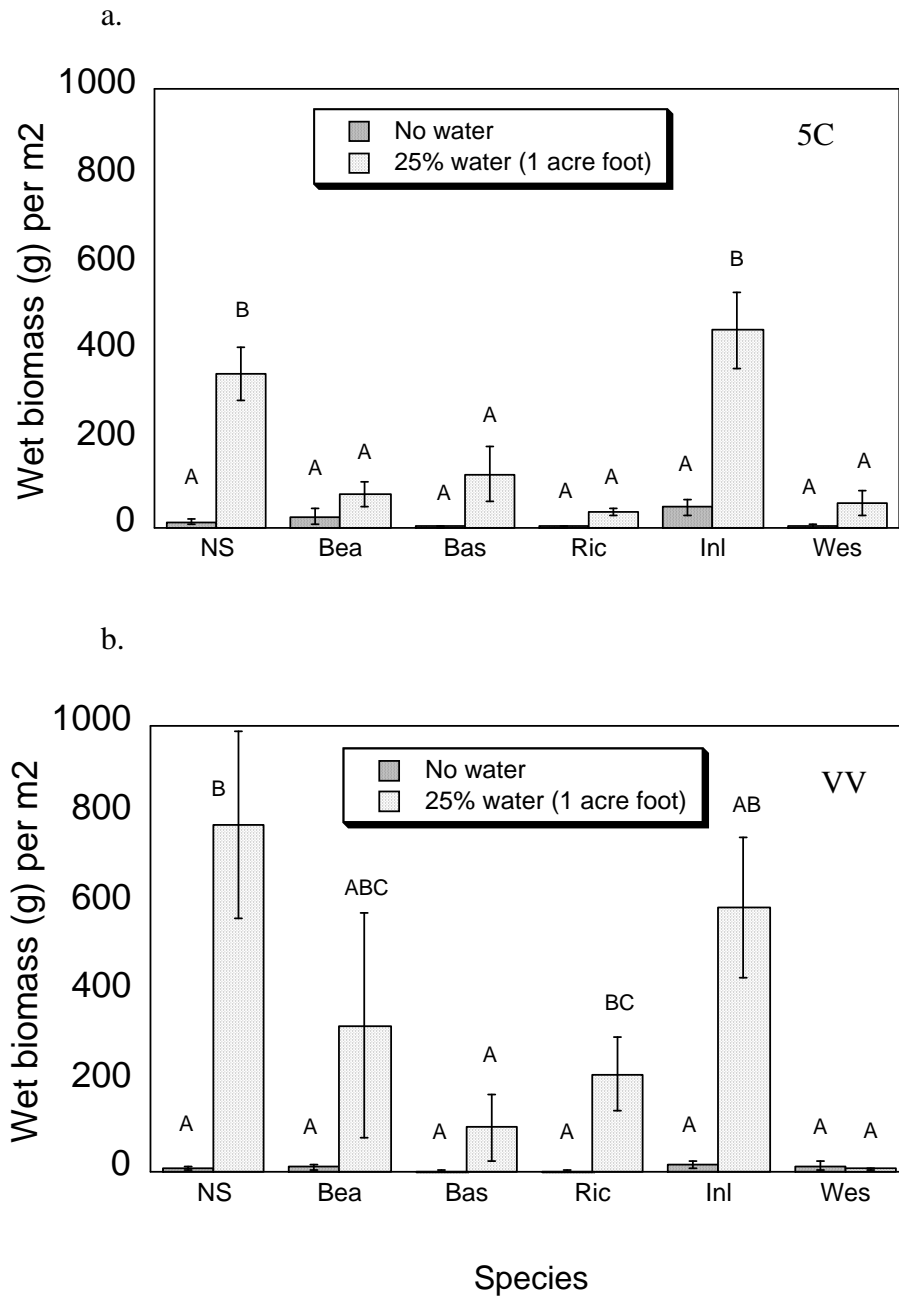 a.
1000
800
600
400
200
0
Wet biomass (g) per m2
No water
25% water (1 acre foot)
5C
A
B
A
A
A
A
A
A
A
B
A
A
NS Bea Bas Ric Inl Wes
b.
1000
800
600
400
200
0
Wet biomass (g) per m2
No water
25% water (1 acre foot)
VV
A
B
A
ABC
A
A
A
BC
A
AB
A
A
NS Bea Bas Ric Inl Wes
Species